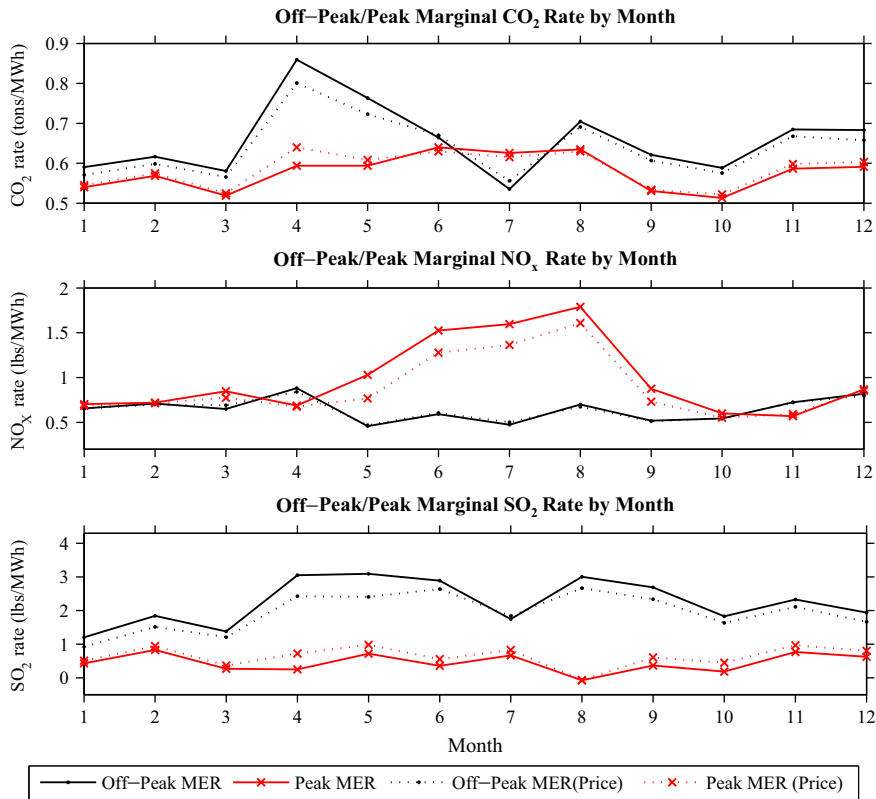 Off−Peak/Peak Marginal CO2 Rate by Month
CO2 rate (tons/MWh)
0.9
0.8
0.7
0.6
0.5
1 2 3 4 5 6 7 8 9 10 11 12
Off−Peak/Peak Marginal NOx Rate by Month
NOX rate (lbs/MWh)
2
1.5
1
0.5
1 2 3 4 5 6 7 8 9 10 11 12
Off−Peak/Peak Marginal SO2 Rate by Month
SO2 rate (lbs/MWh)
4
3
2
1
0
1 2 3 4 5 6 7 8 9 10 11 12
Month
Off−Peak MER Peak MER Off−Peak MER(Price) Peak MER (Price)